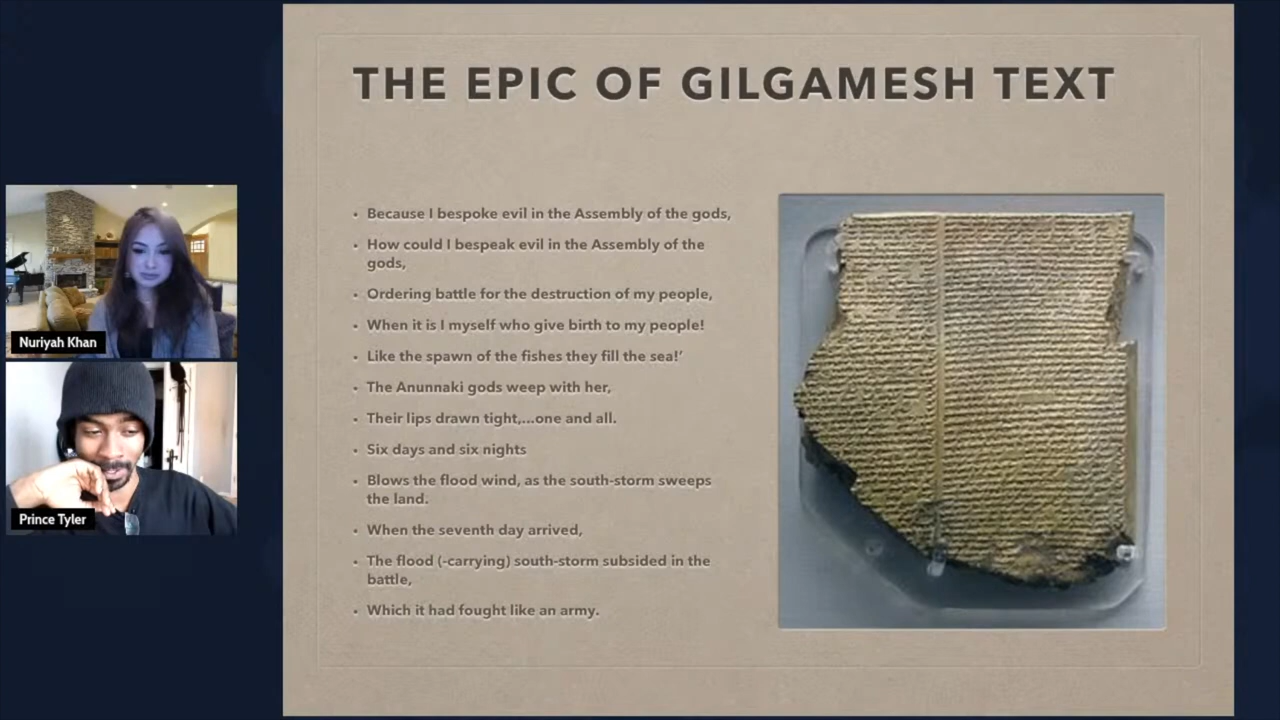 THE EPIC OF GILGAMESH TEXT
• Because I bespoke evil in the Assembly of the gods,
• How could I bespeak evil in the Assembly of the
gods,
• Ordering battle for the destruction of my people,
• When it is I myself who give birth to my people!
• Like the spawn of the fishes they fill the sea!’
• The Anunnaki gods weep with her,
• Their lips drawn tight,...one and all.
• Six days and six nights
• Blows the flood wind, as the south-storm sweeps
the land.
• When the seventh day arrived,
• The flood (-carrying) south-storm subsided in the
battle,
• Which it had fought like an army.
Nuriyah Khan
Prince Tyler